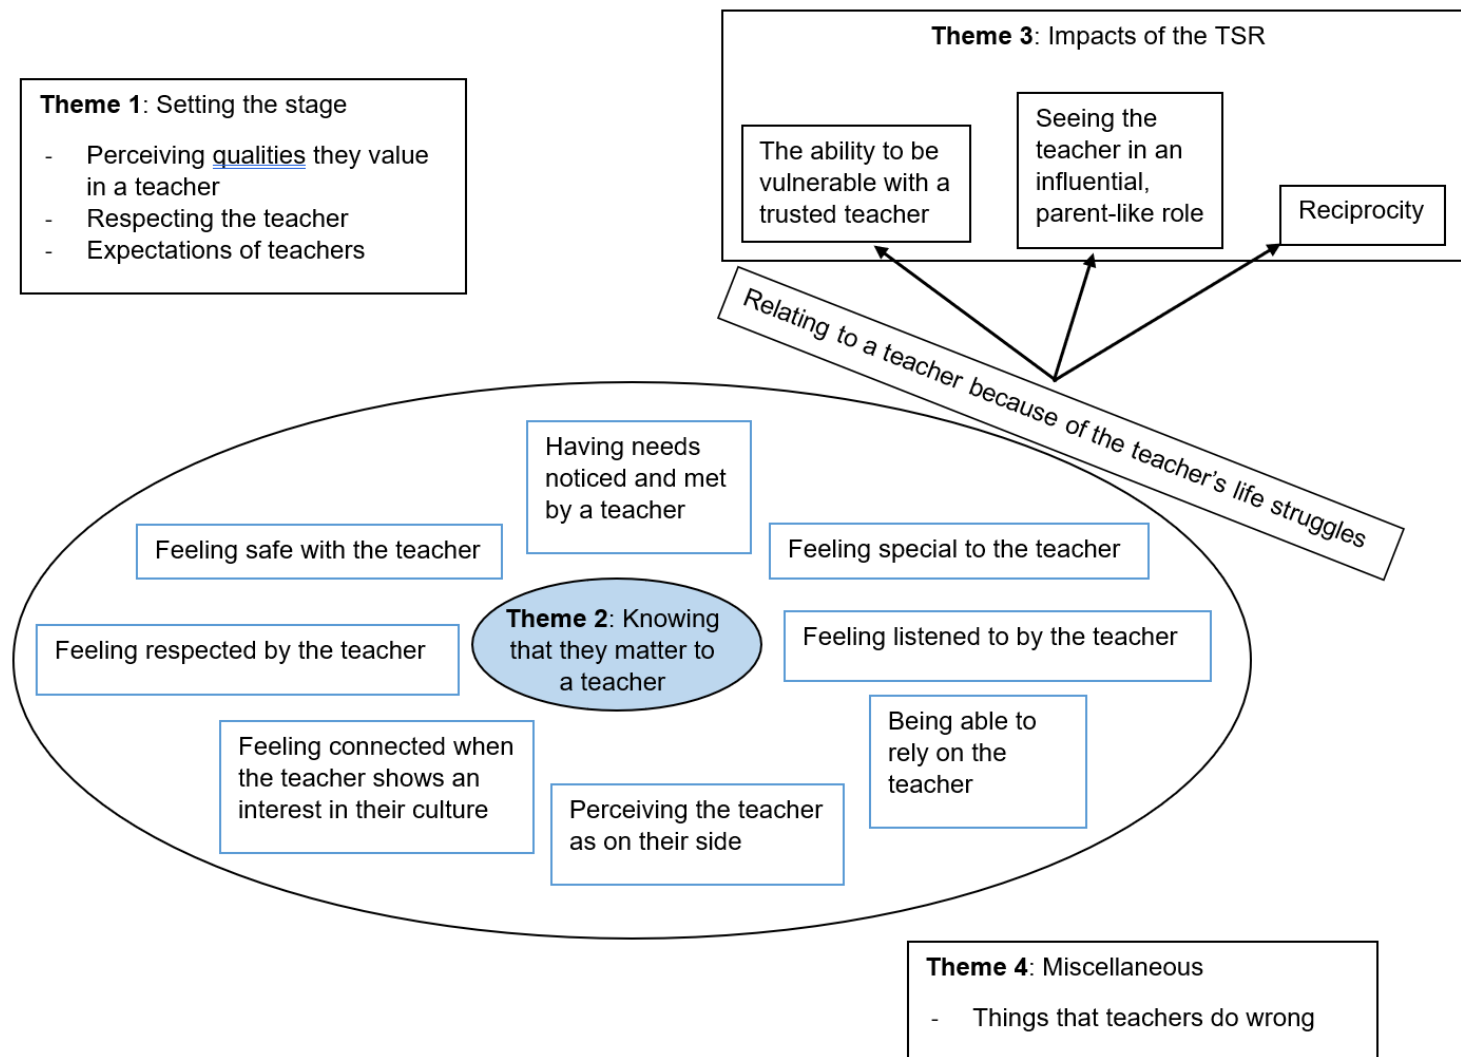 Theme 3: Impacts of the TSR
Theme 1: Setting the stage
- Perceiving qualities they value
in a teacher
- Respecting the teacher
- Expectations of teachers
The ability to be
vulnerable with a
trusted teacher
Seeing the
teacher in an
influential,
parent-like role
Reciprocity
Relating to a teacher because of the teacher’s life struggles
Having needs
noticed and met
by a teacher
Feeling safe with the teacher
Feeling special to the teacher
Theme 2: Knowing
that they matter to
a teacher
Feeling respected by the teacher
Feeling listened to by the teacher
Feeling connected when
the teacher shows an
interest in their culture
Perceiving the teacher
as on their side
Being able to
rely on the
teacher
Theme 4: Miscellaneous
- Things that teachers do wrong